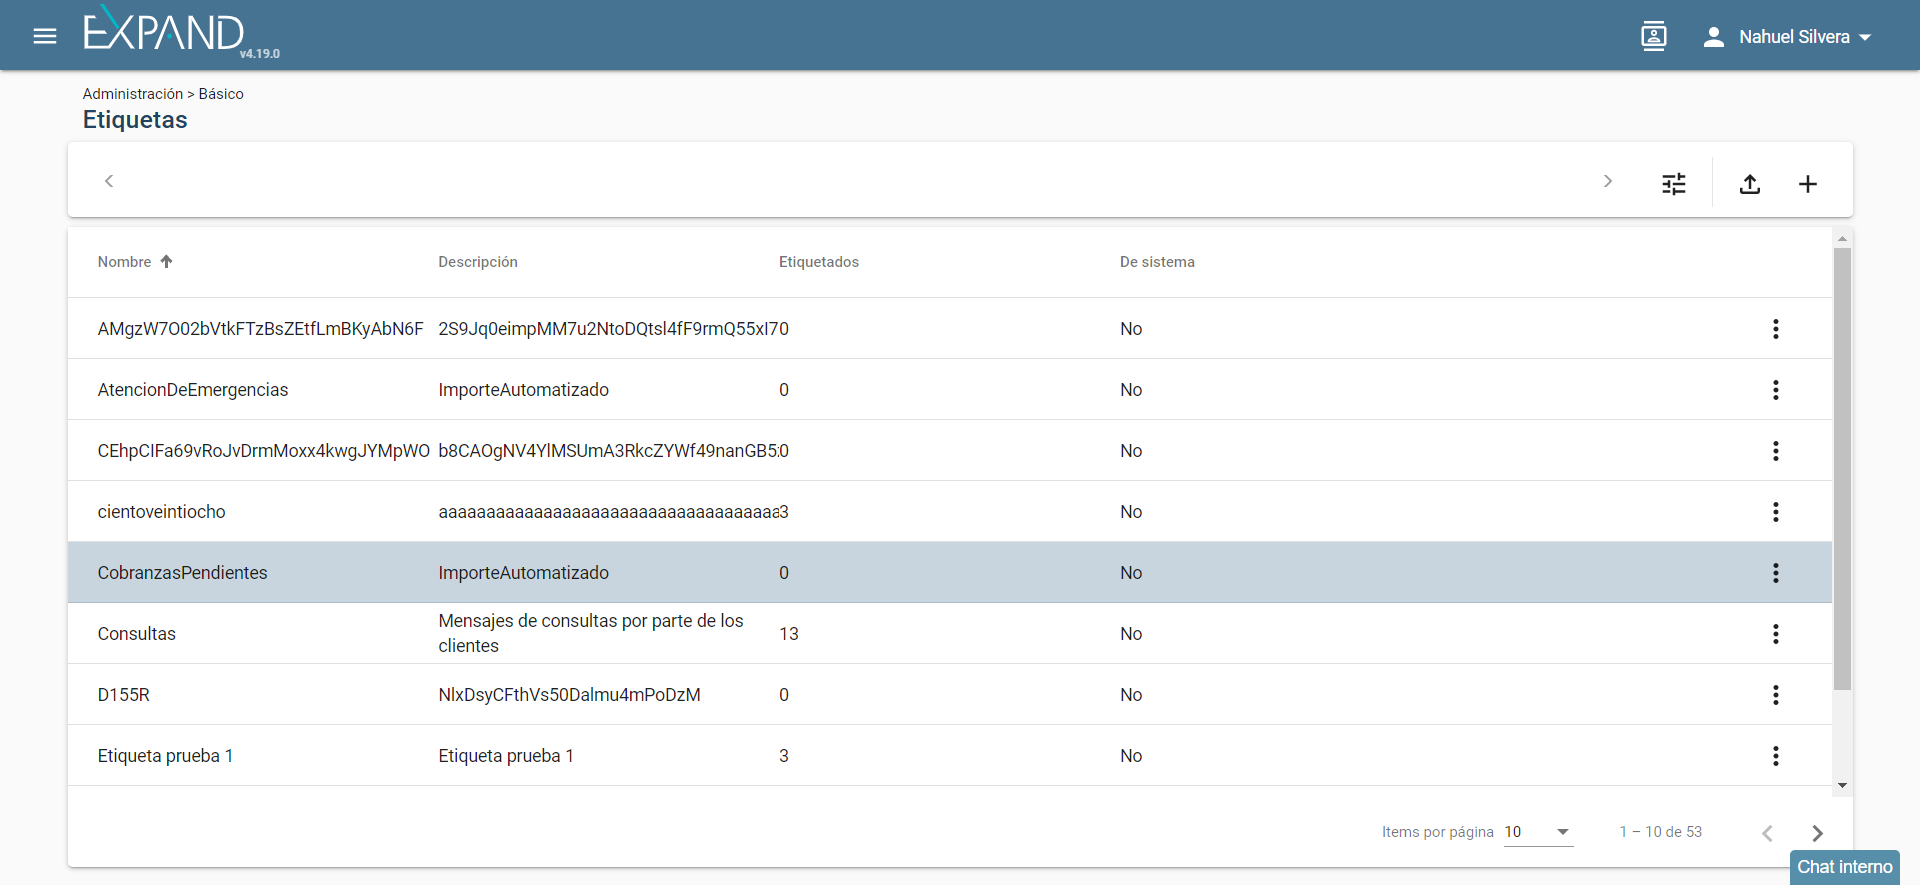 EXPAND
v4.19.0
Nahuel Silvera
Administración > Básico
Etiquetas
Nombre Descripción Etiquetados De sistema
AMgzW7O02bVtkFTzBsZEtfLmBKyAbN6F 2S9Jq0eimpMM7u2NtoDQtsl4fF9rmQ55xI7 0 No
AtencionDeEmergencias ImporteAutomatizado 0 No
CEhpCIFa69vRoJvDrmMoxx4kwgJYMpWO b8CAOgNV4YlMSUmA3RkcZYWf49nanGB5 0 No
cientoveintiocho aaaaaaaaaaaaaaaaaaaaaaaaaaaaaaaaaaaa 3 No
CobranzasPendientes ImporteAutomatizado 0 No
Consultas Mensajes de consultas por parte de los clientes 13 No
D155R NlxDsyCFthVs50Dalmu4mPoDzM 0 No
Etiqueta prueba 1 Etiqueta prueba 1 3 No
Items por página 10 1 – 10 de 53
Chat interno